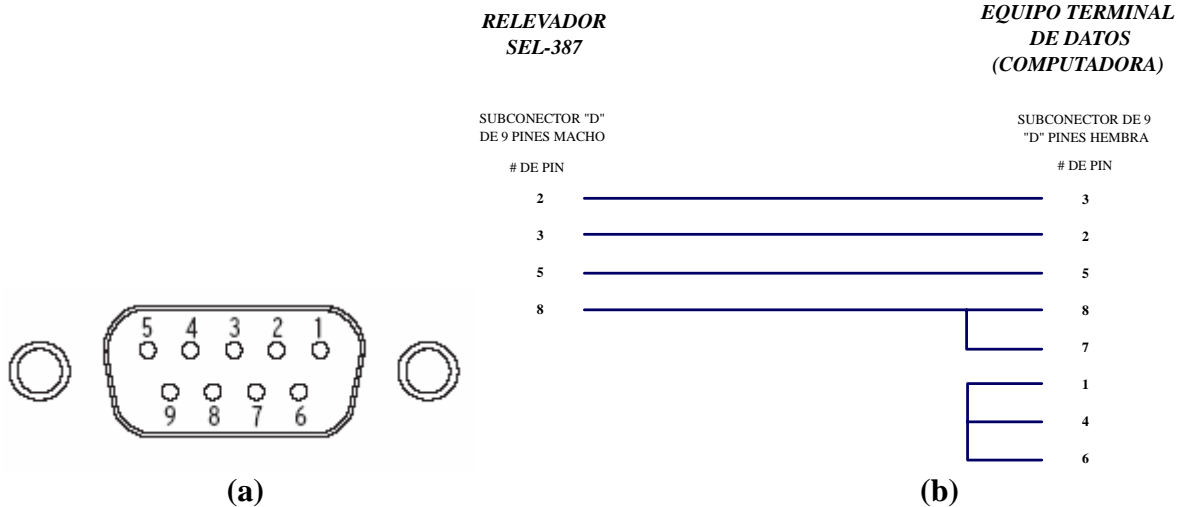 RELEVADOR
SEL-387
EQUIPO TERMINAL
DE DATOS
(COMPUTADORA)
SUBCONECTOR "D"
DE 9 PINES MACHO
SUBCONECTOR DE 9
"D" PINES HEMBRA
# DE PIN
# DE PIN
2 3
3 2
5 5
8 8
7
1
4
6
5 4 3 2 1
9 8 7 6
(a)
(b)